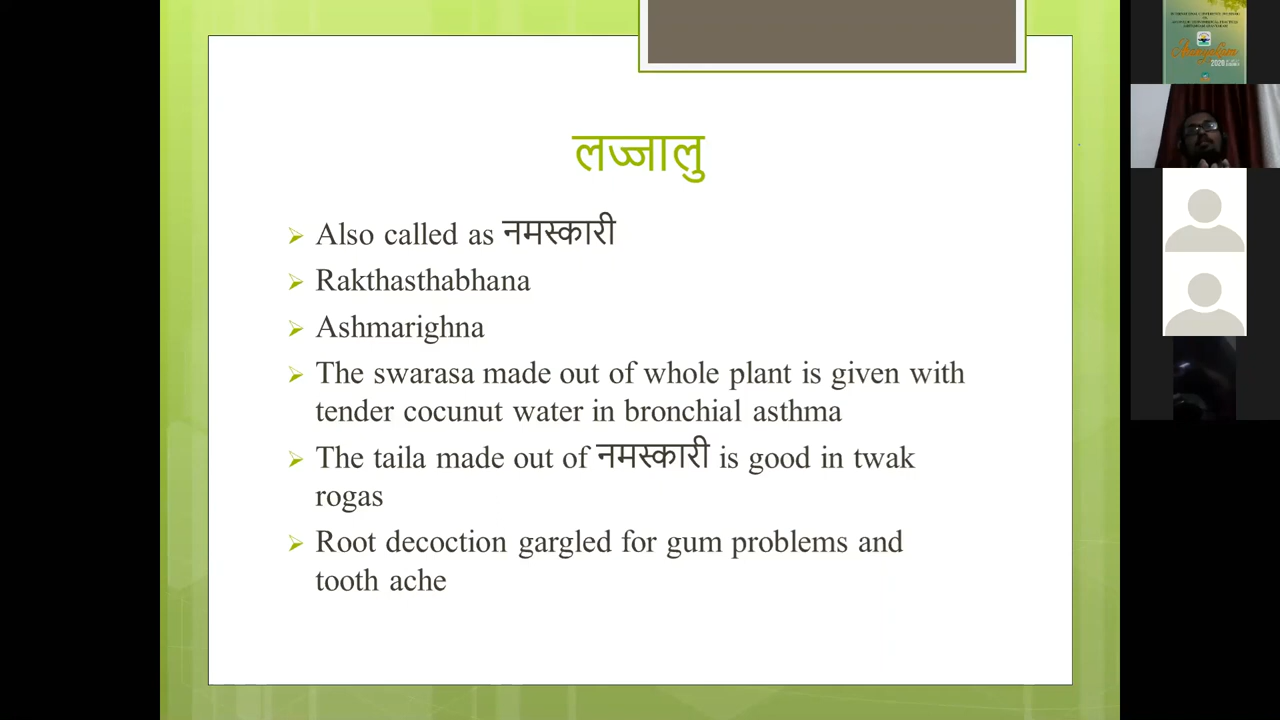 लज्जालु
Also called as नमस्कारी
Rakthasthabhana
Ashmarighna
The swarasa made out of whole plant is given with
tender cocunut water in bronchial asthma
The taila made out of नमस्कारी is good in twak
rogas
Root decoction gargled for gum problems and
tooth ache
2020